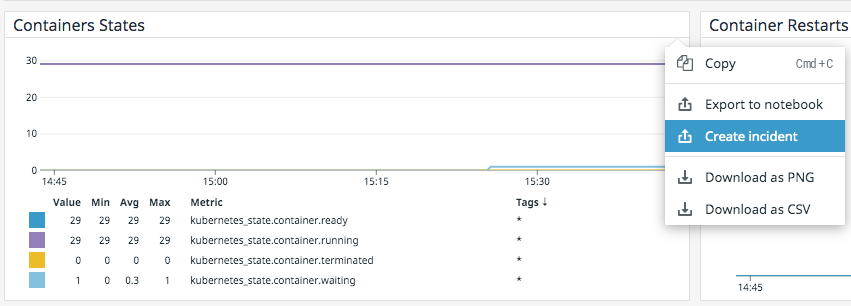 Containers States
Container Restarts
30
20
10
0
14:45 15:00 15:15 15:30
Copy Cmd+C
Export to notebook
Create incident
Download as PNG
Download as CSV
Value Min Avg Max Metric Tags ↓
29 29 29 29 kubernetes_state.container.ready *
29 29 29 29 kubernetes_state.container.running *
0 0 0 0 kubernetes_state.container.terminated *
1 0 0.3 1 kubernetes_state.container.waiting *
14:45